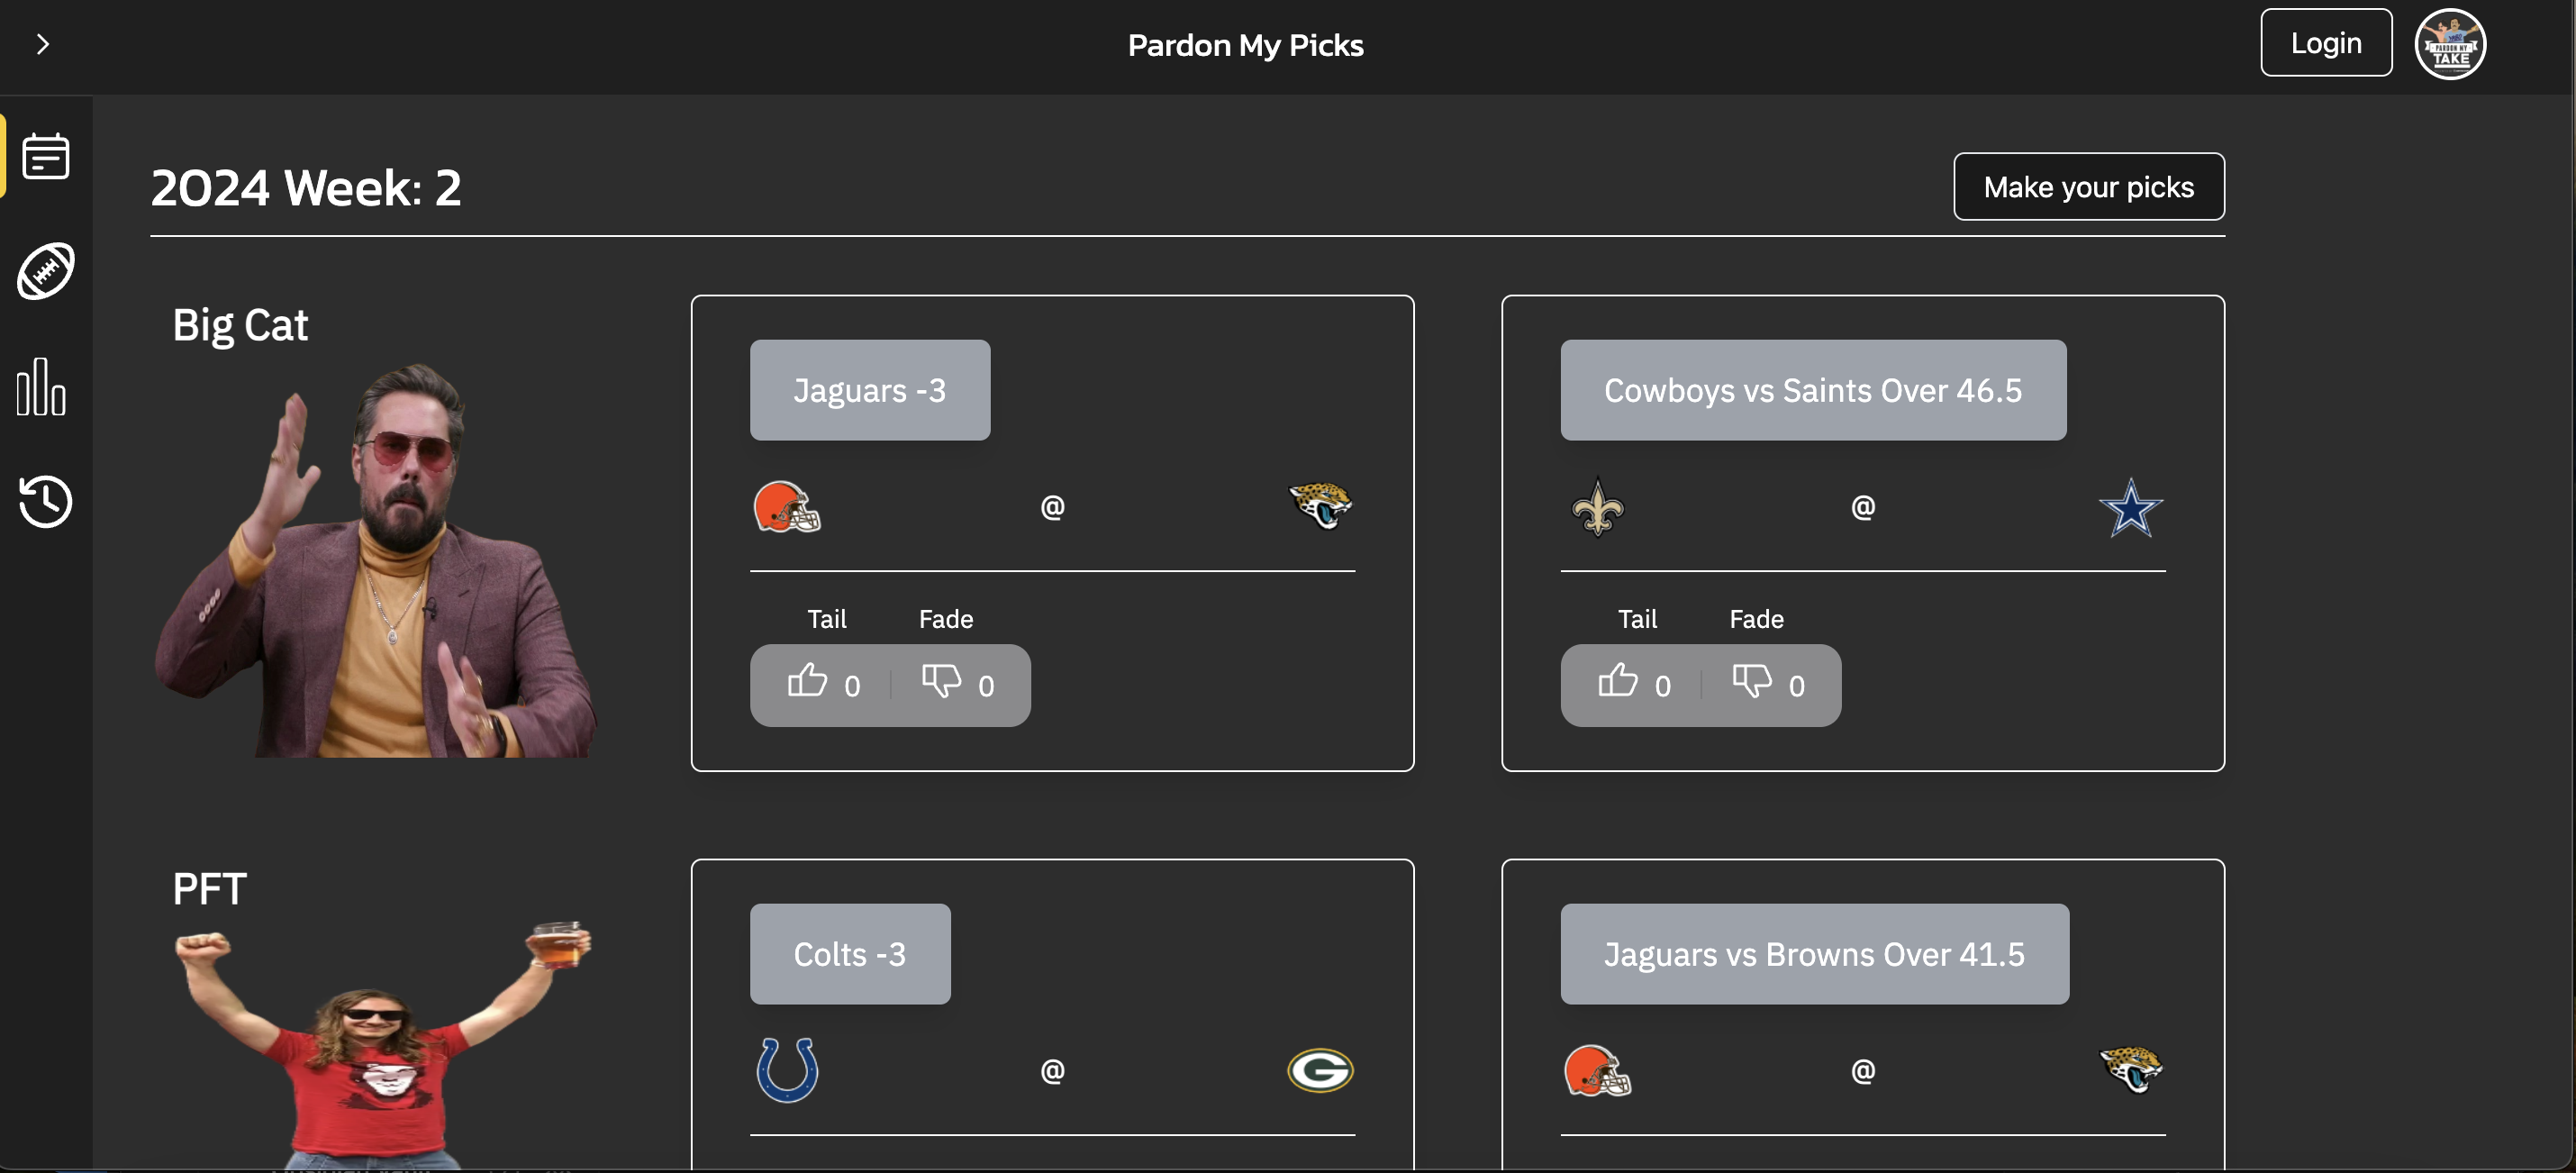 Pardon My Picks
Login
PARDON MY
TAKE
2024 Week: 2
Make your picks
Big Cat
Jaguars -3
@
Tail Fade
0 0
Cowboys vs Saints Over 46.5
@
Tail Fade
0 0
PFT
Colts -3
@
G
Jaguars vs Browns Over 41.5
@